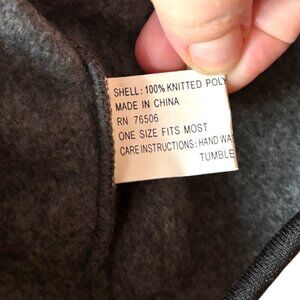 SHELL: 100% KNITTED POLY
MADE IN CHINA
RN 76506
ONE SIZE FITS MOST
CARE INSTRUCTIONS: HAND WAS
TUMBLE